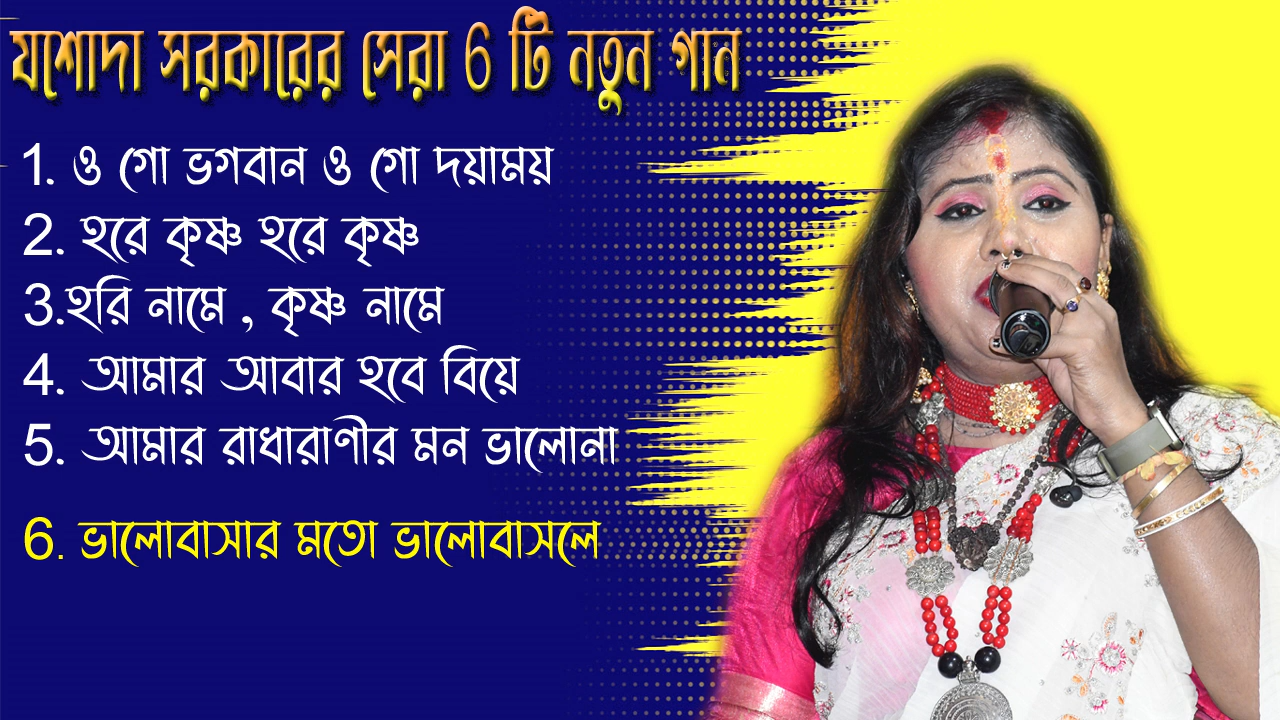 যশোদা সরকারের সেরা 6 টি নতুন গান
1. ও গো ভগবান ও গো দয়াময়
2. হরে কৃষ্ণ হরে কৃষ্ণ
3.হরি নামে , কৃষ্ণ নামে
4. আমার আবার হবে বিয়ে
5. আমার রাধারাণীর মন ভালোনা
6. ভালোবাসার মতো ভালোবাসলে